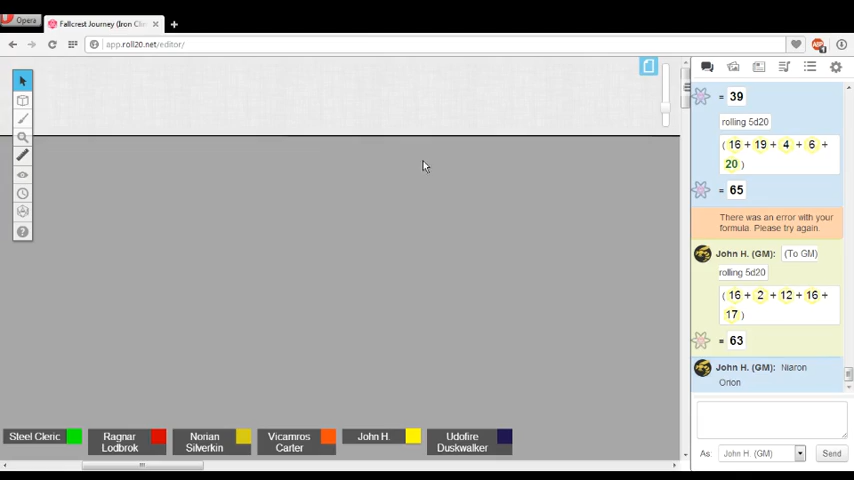 Opera
Fallcrest Journey (Iron Cl
app.roll20.net/editor/
= 39
rolling 5d20
( 16 + 19 + 4 + 6 +
20 )
= 65
There was an error with your
formula. Please try again.
John H. (GM): (To GM)
rolling 5d20
( 16 + 2 + 12 + 16 +
17 )
= 63
John H. (GM): Niaron
Orion
Steel Cleric
Ragnar
Lodbrok
Norian
Silverkin
Vicamros
Carter
John H.
Udofire
Duskwalker
As: John H. (GM)
Send